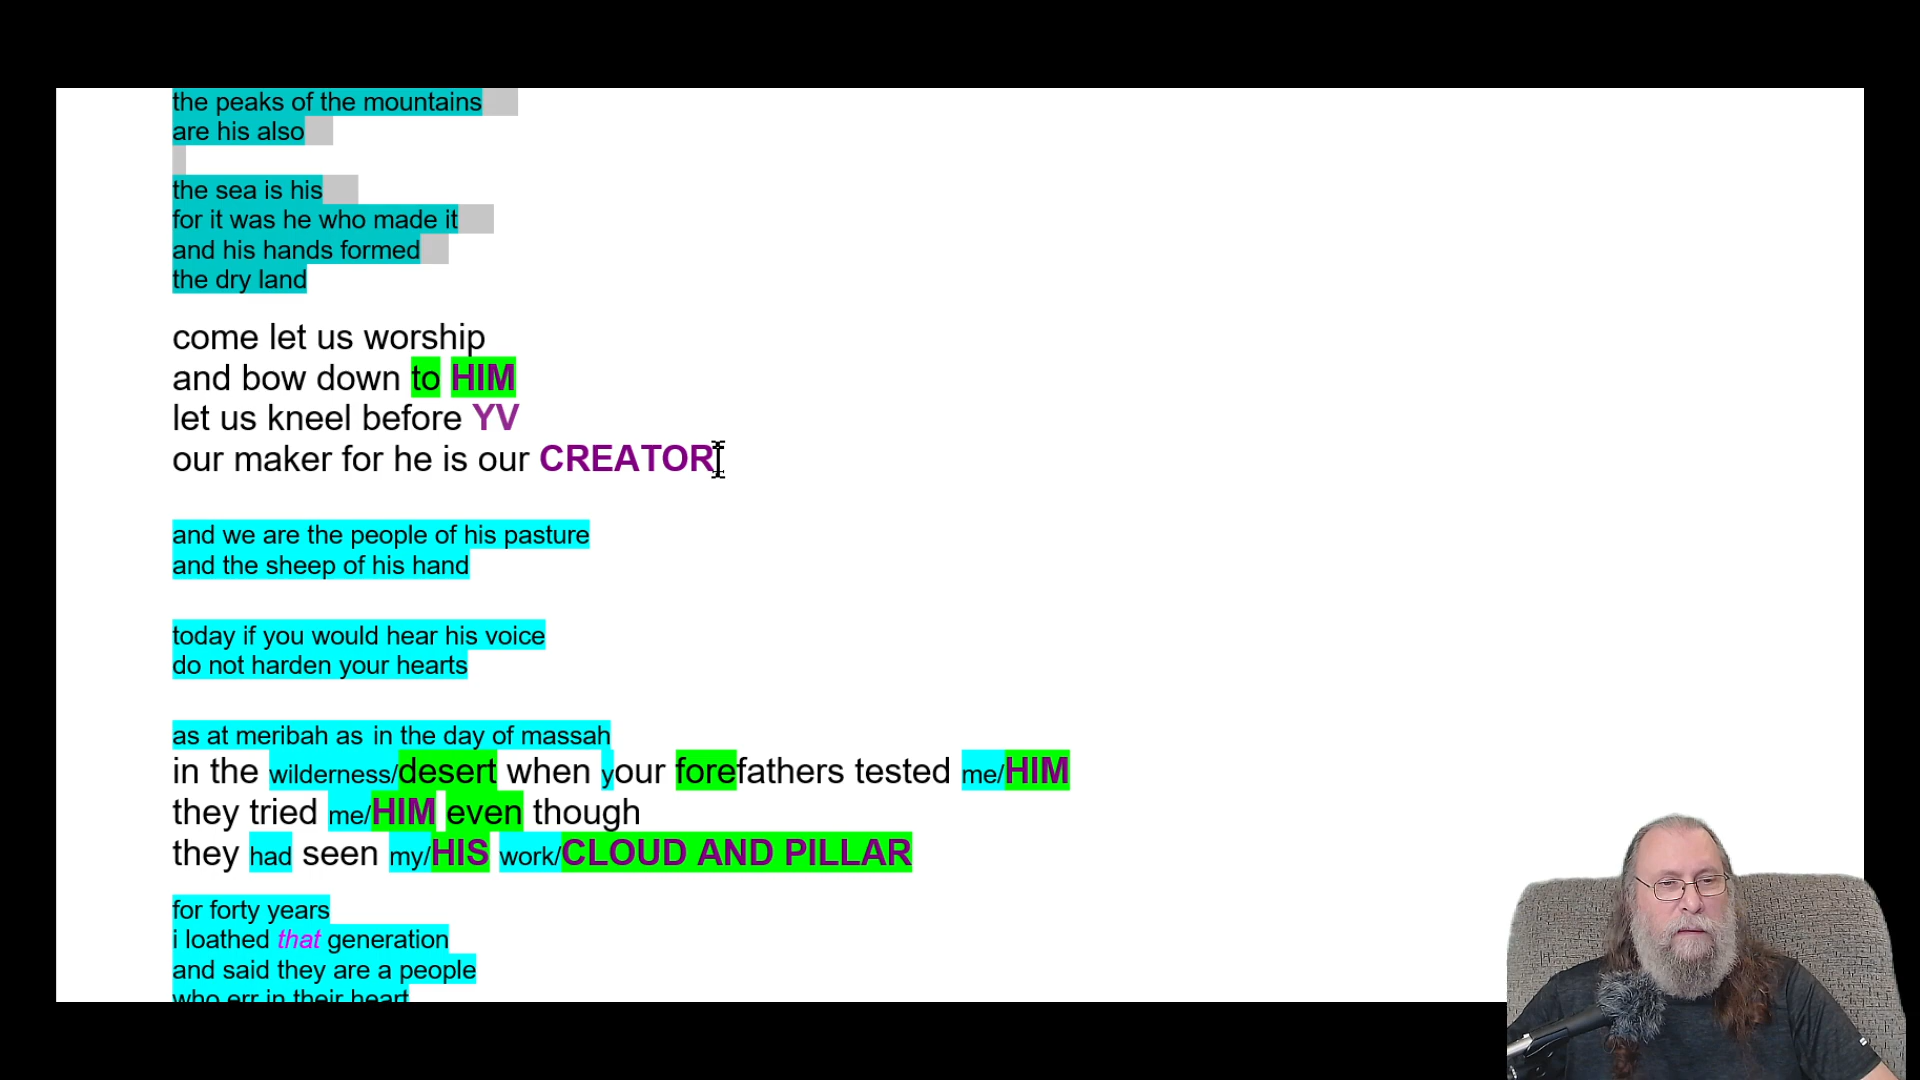 the peaks of the mountains
are his also
the sea is his
for it was he who made it
and his hands formed
the dry land
come let us worship
and bow down to HIM
let us kneel before YV
our maker for he is our CREATOR
and we are the people of his pasture
and the sheep of his hand
today if you would hear his voice
do not harden your hearts
as at meribah as in the day of massah
in the wilderness/desert when your forefathers tested me/HIM
they tried me/HIM even though
they had seen my/HIS work/CLOUD AND PILLAR
for forty years
i loathed that generation
and said they are a people
who err in their heart